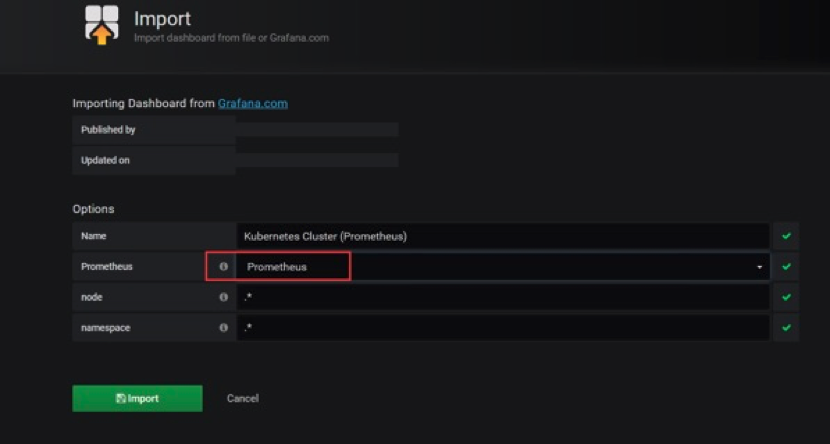 Import
Import dashboard from file or Grafana.com
Importing Dashboard from Grafana.com
Published by
Updated on
Options
Name Kubernetes Cluster (Prometheus)
Prometheus Prometheus
node .*
namespace .*
Import Cancel